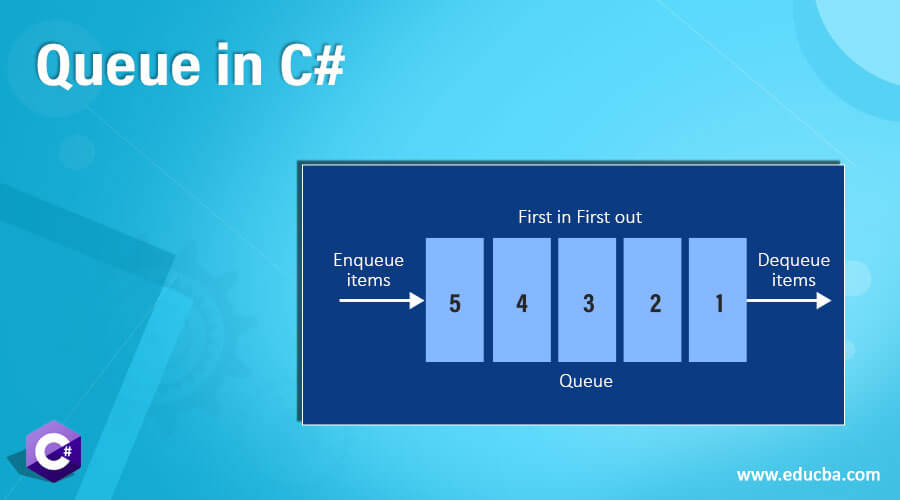 Queue in C#
First in First out
Enqueue
items
Dequeue
items
5 4 3 2 1
Queue
C#
www.educba.com